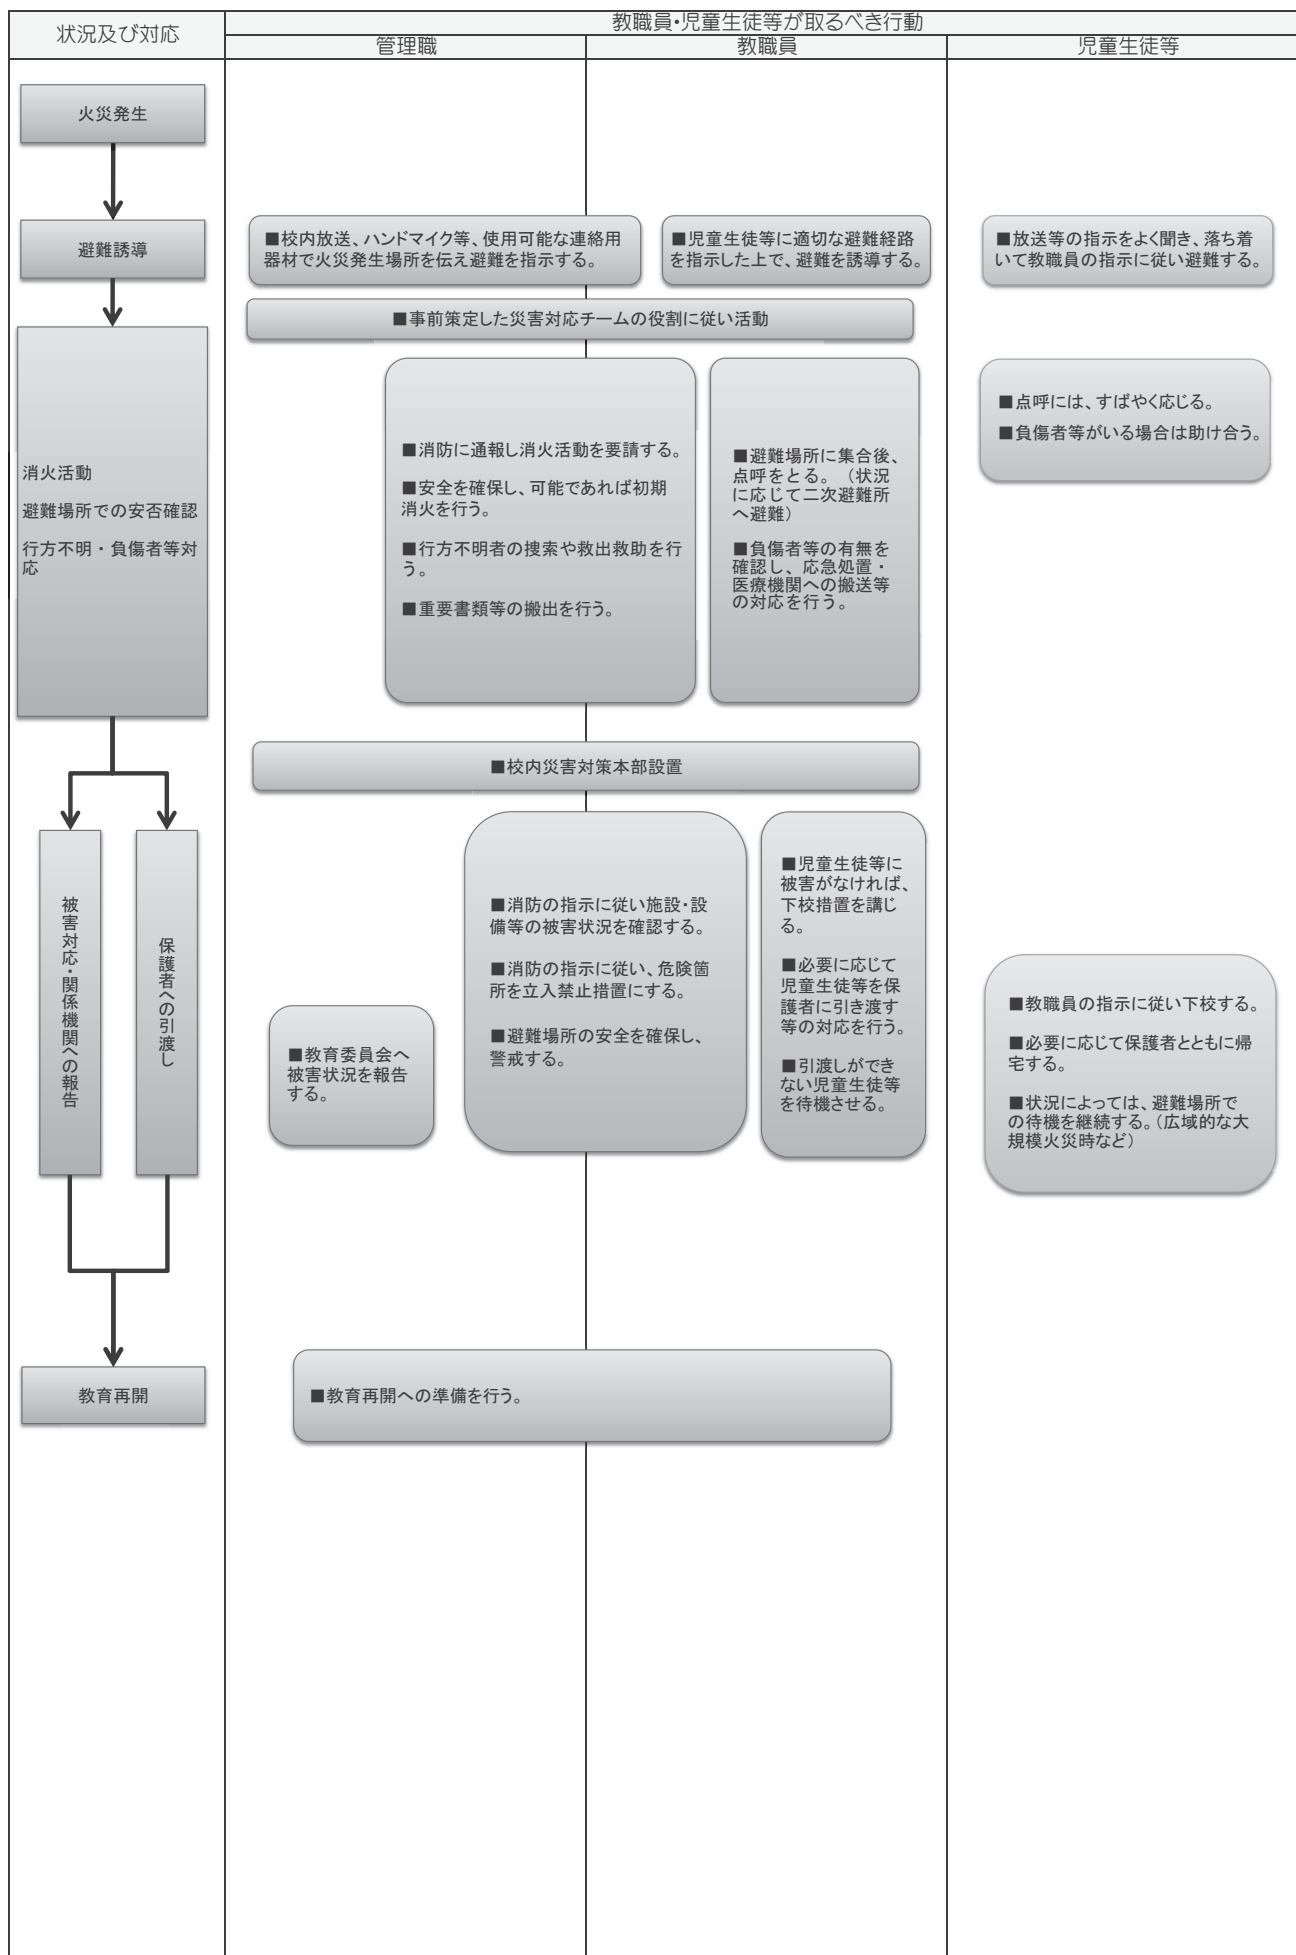 状況及び対応
教職員・児童生徒等が取るべき行動
管理職
教職員
児童生徒等
火災発生
避難誘導
■校内放送、ハンドマイク等、使用可能な連絡用
器材で火災発生場所を伝え避難を指示する。
■児童生徒等に適切な避難経路
を指示した上で、避難を誘導する。
■放送等の指示をよく聞き、落ち着
いて教職員の指示に従い避難する。
■事前策定した災害対応チームの役割に従い活動
消火活動
避難場所での安否確認
行方不明・負傷者等対
応
■消防に通報し消火活動を要請する。
■安全を確保し、可能であれば初期
消火を行う。
■行方不明者の捜索や救出救助を行
う。
■重要書類等の搬出を行う。
■避難場所に集合後、
点呼をとる。（状況
に応じて二次避難所
へ避難）
■負傷者等の有無を
確認し、応急処置・
医療機関への搬送等
の対応を行う。
■点呼には、すばやく応じる。
■負傷者等がいる場合は助け合う。
■校内災害対策本部設置
被害対応・関係機関への報告
保護者への引渡し
■教育委員会へ
被害状況を報告
する。
■消防の指示に従い施設・設
備等の被害状況を確認する。
■消防の指示に従い、危険箇
所を立入禁止措置にする。
■避難場所の安全を確保し、
警戒する。
■児童生徒等に
被害がなければ、
下校措置を講じ
る。
■必要に応じて
児童生徒等を保
護者に引き渡す
等の対応を行う。
■引渡しができ
ない児童生徒等
を待機させる。
■教職員の指示に従い下校する。
■必要に応じて保護者とともに帰
宅する。
■状況によっては、避難場所で
の待機を継続する。（広域的な大
規模火災時など）
教育再開
■教育再開への準備を行う。